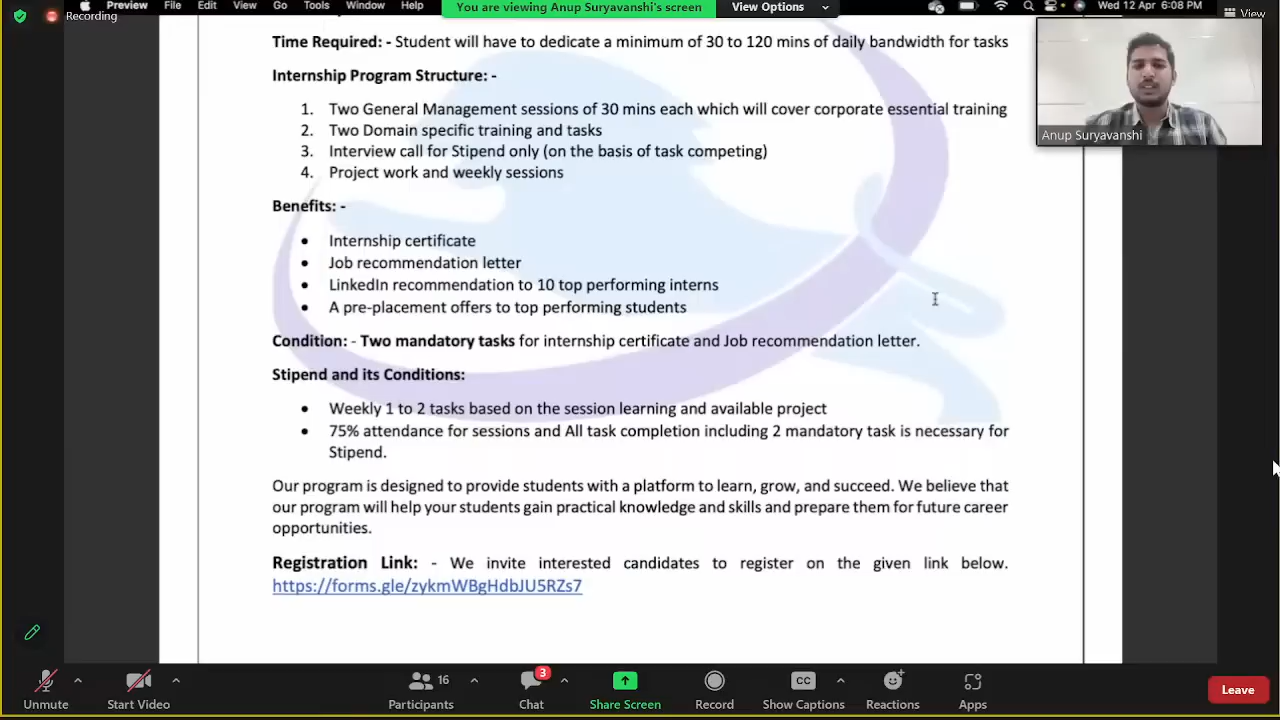 Preview File Edit View Go Tools Window Help
You are viewing Anup Suryavanshi's screen
View Options
Wed 12 Apr 6:08 PM
Recording
View
Time Required: - Student will have to dedicate a minimum of 30 to 120 mins of daily bandwidth for tasks
Internship Program Structure: -
1. Two General Management sessions of 30 mins each which will cover corporate essential training
2. Two Domain specific training and tasks
3. Interview call for Stipend only (on the basis of task competing)
4. Project work and weekly sessions
Anup Suryavanshi
Benefits: -
• Internship certificate
• Job recommendation letter
• LinkedIn recommendation to 10 top performing interns
• A pre-placement offers to top performing students
Condition: - Two mandatory tasks for internship certificate and Job recommendation letter.
Stipend and its Conditions:
• Weekly 1 to 2 tasks based on the session learning and available project
• 75% attendance for sessions and All task completion including 2 mandatory task is necessary for
Stipend.
Our program is designed to provide students with a platform to learn, grow, and succeed. We believe that
our program will help your students gain practical knowledge and skills and prepare them for future career
opportunities.
Registration Link: - We invite interested candidates to register on the given link below.
https://forms.gle/zykmWBgHdbJU5RZs7
Unmute
Start Video
16
Participants
3
Chat
Share Screen
Record
CC
Show Captions
Reactions
Apps
Leave